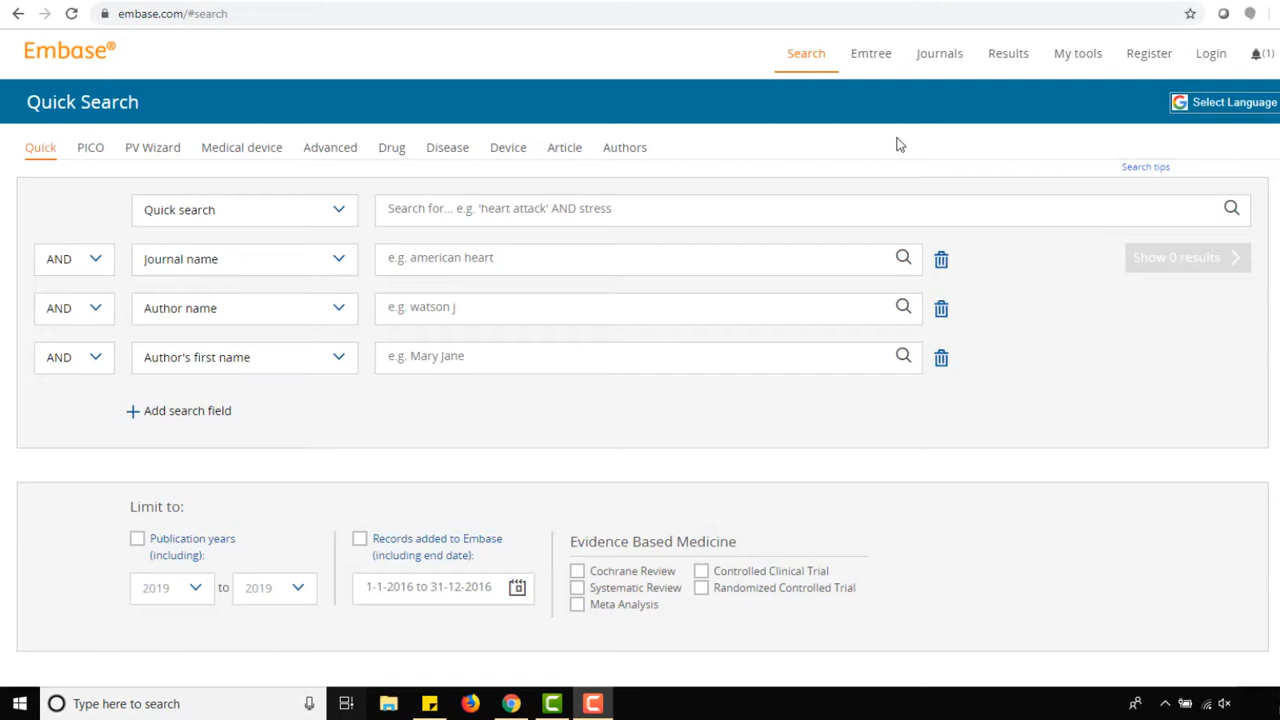 embase.com/#search
Embase®
Search Emtree Journals Results My tools Register Login (1)
Quick Search
Select Language
Quick PICO PV Wizard Medical device Advanced Drug Disease Device Article Authors
Search tips
Quick search Search for... e.g. 'heart attack' AND stress
AND Journal name e.g. american heart Show 0 results
AND Author name e.g. watson j
AND Author's first name e.g. Mary Jane
Add search field
Limit to:
Publication years
(including):
2019 to 2019
Records added to Embase
(including end date):
1-1-2016 to 31-12-2016
Evidence Based Medicine
Cochrane Review Controlled Clinical Trial
Systematic Review Randomized Controlled Trial
Meta Analysis
Type here to search